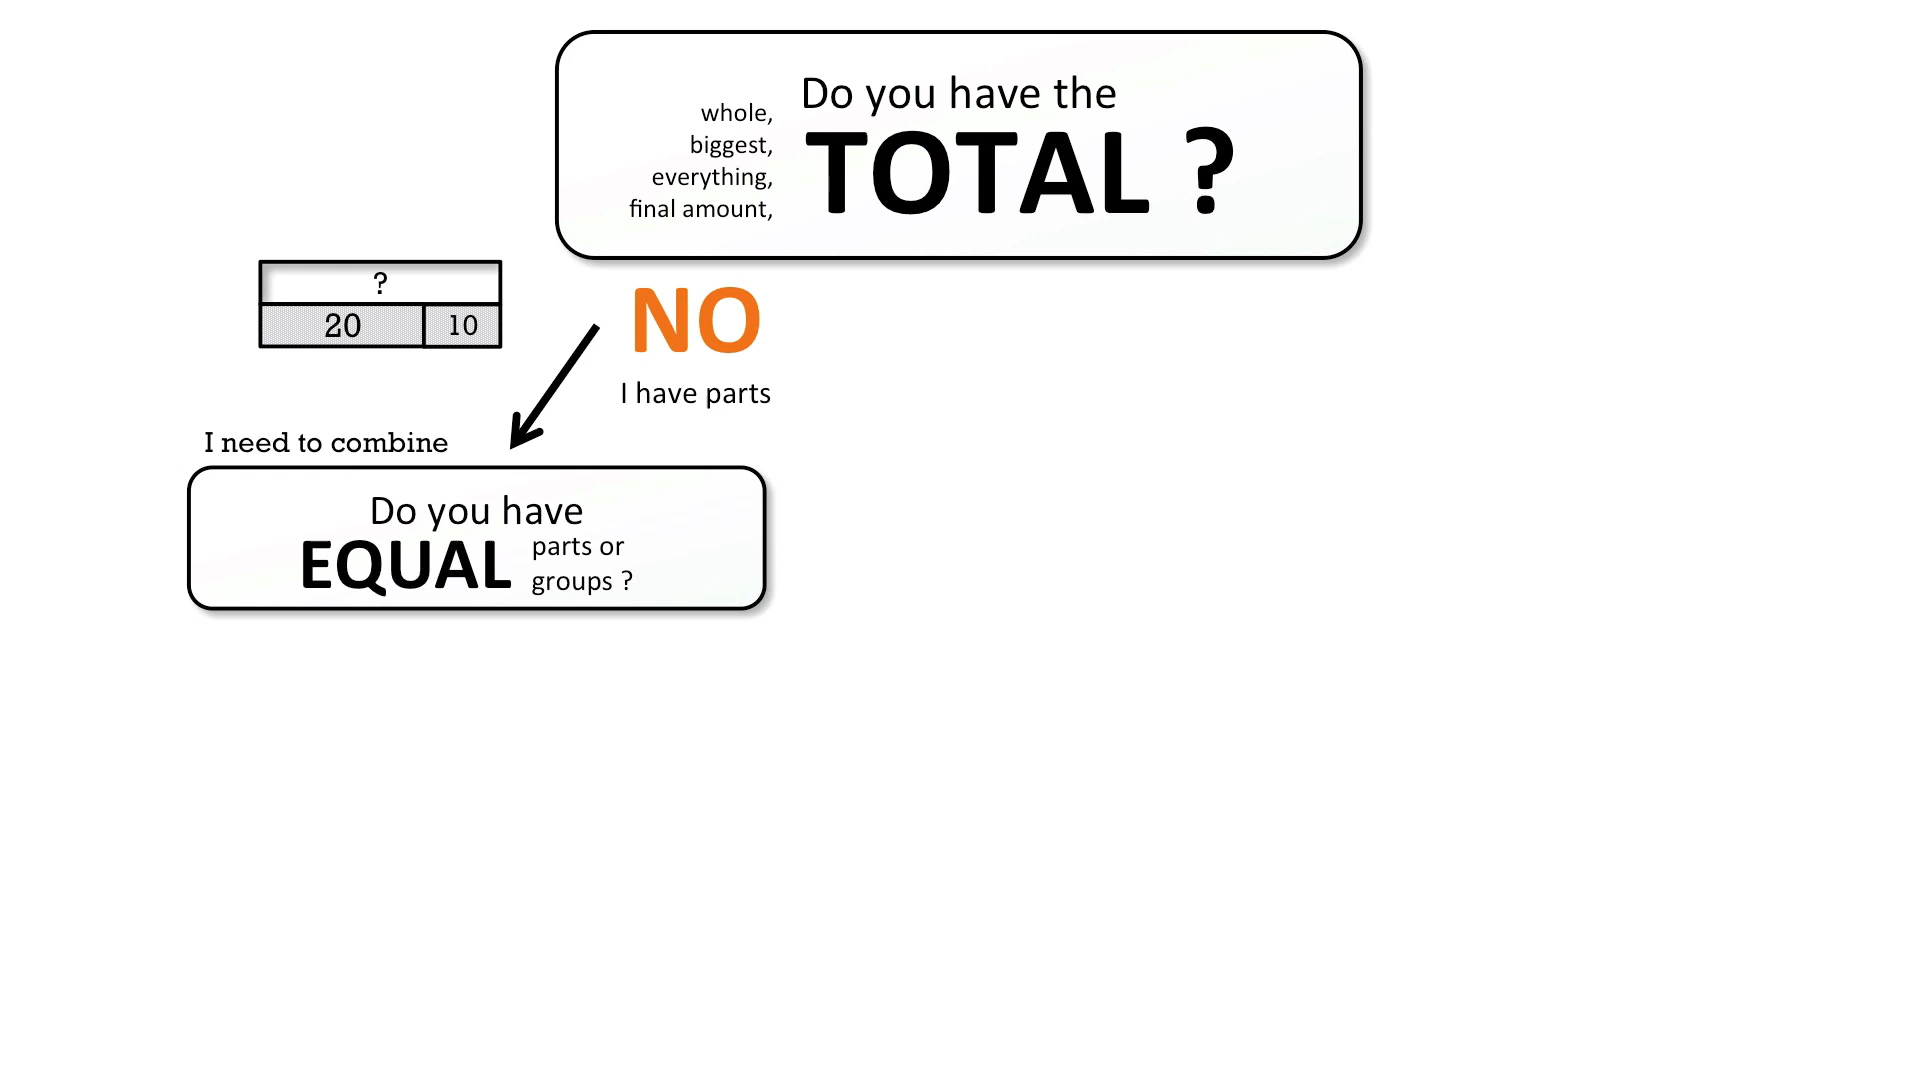 Do you have the
whole,
biggest,
everything,
final amount,
TOTAL ?
?
20 10
NO
I have parts
I need to combine
Do you have
EQUAL
parts or
groups ?